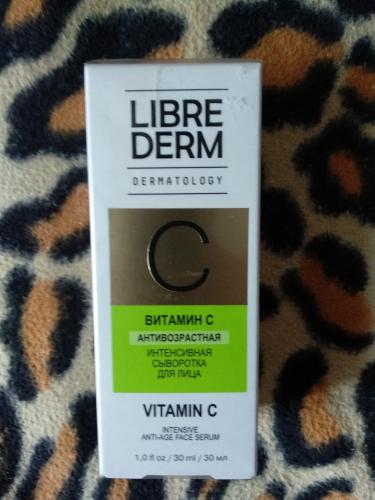 LIBRE
DERM
DERMATOLOGY
C
ВИТАМИН С
АНТИВОЗРАСТНАЯ
ИНТЕНСИВНАЯ
СЫВОРОТКА
ДЛЯ ЛИЦА
VITAMIN C
INTENSIVE
ANTI-AGE FACE SERUM
1,0 fl oz / 30 ml / 30 мл